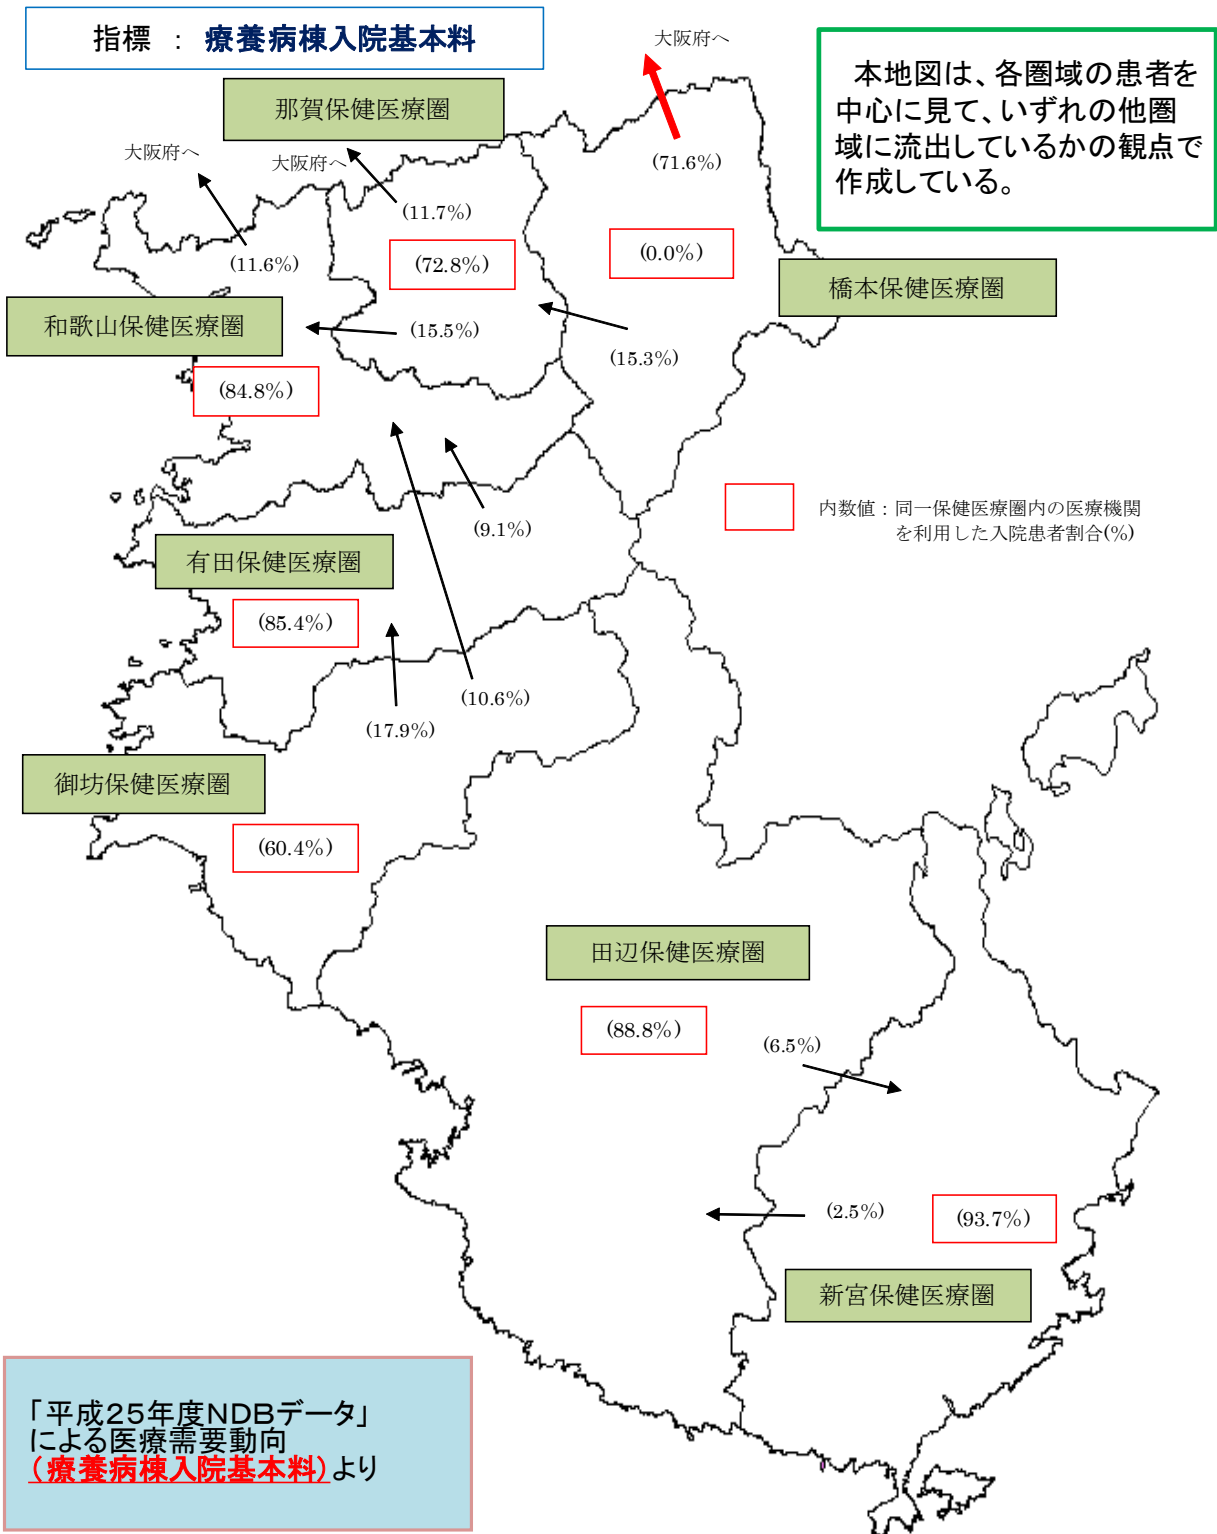 指標 ： 療養病棟入院基本料
大阪府へ
本地図は、各圏域の患者を
中心に見て、いずれの他圏
域に流出しているかの観点で
作成している。
那賀保健医療圏
大阪府へ
大阪府へ
(71.6%)
(11.7%)
(11.6%)
(72.8%)
(0.0%)
橋本保健医療圏
和歌山保健医療圏
(15.5%)
(15.3%)
(84.8%)
(9.1%)
内数値：同一保健医療圏内の医療機関
を利用した入院患者割合(%)
有田保健医療圏
(85.4%)
(10.6%)
(17.9%)
御坊保健医療圏
(60.4%)
田辺保健医療圏
(88.8%)
(6.5%)
(2.5%)
(93.7%)
新宮保健医療圏
「平成２５年度ＮＤＢデータ」
による医療需要動向
（療養病棟入院基本料）より